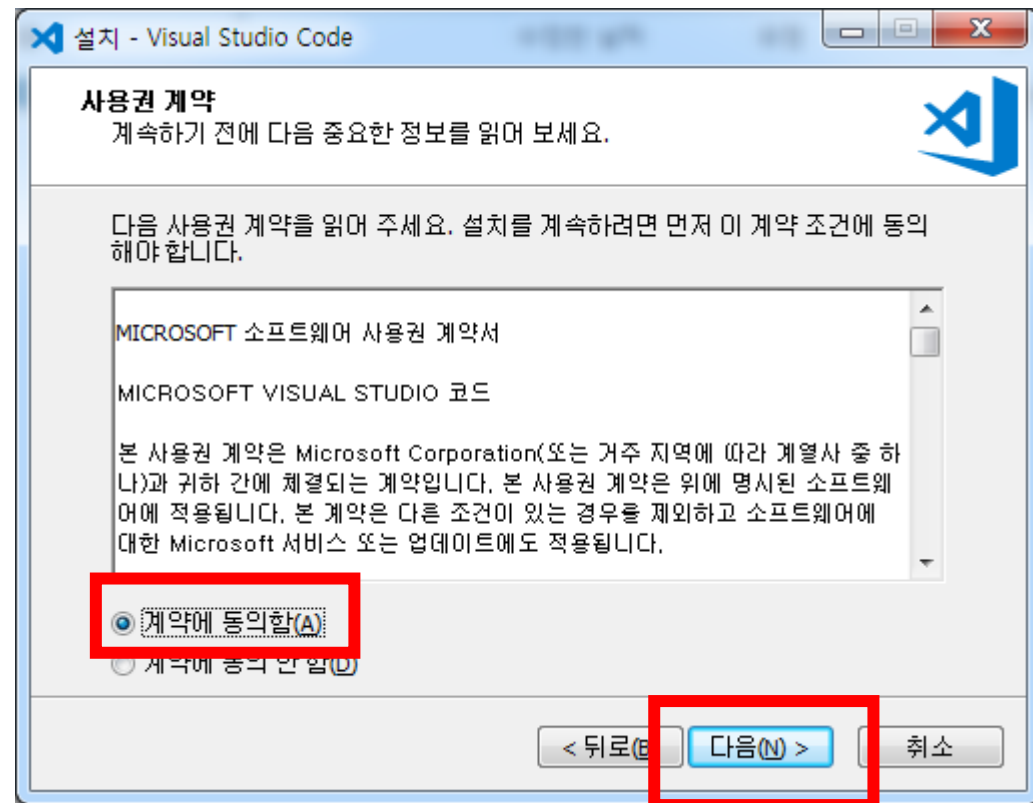 설치 - Visual Studio Code
사용권 계약
계속하기 전에 다음 중요한 정보를 읽어 보세요.
다음 사용권 계약을 읽어 주세요. 설치를 계속하려면 먼저 이 계약 조건에 동의
해야 합니다.
MICROSOFT 소프트웨어 사용권 계약서
MICROSOFT VISUAL STUDIO 코드
본 사용권 계약은 Microsoft Corporation(또는 거주 지역에 따라 계열사 중 하
나)과 귀하 간에 체결되는 계약입니다. 본 사용권 계약은 위에 명시된 소프트웨
어에 적용됩니다. 본 계약은 다른 조건이 있는 경우를 제외하고 소프트웨어에
대한 Microsoft 서비스 또는 업데이트에도 적용됩니다.
계약에 동의함(A)
계약에 동의 안 함(D)
< 뒤로(B 다음(N) > 취소